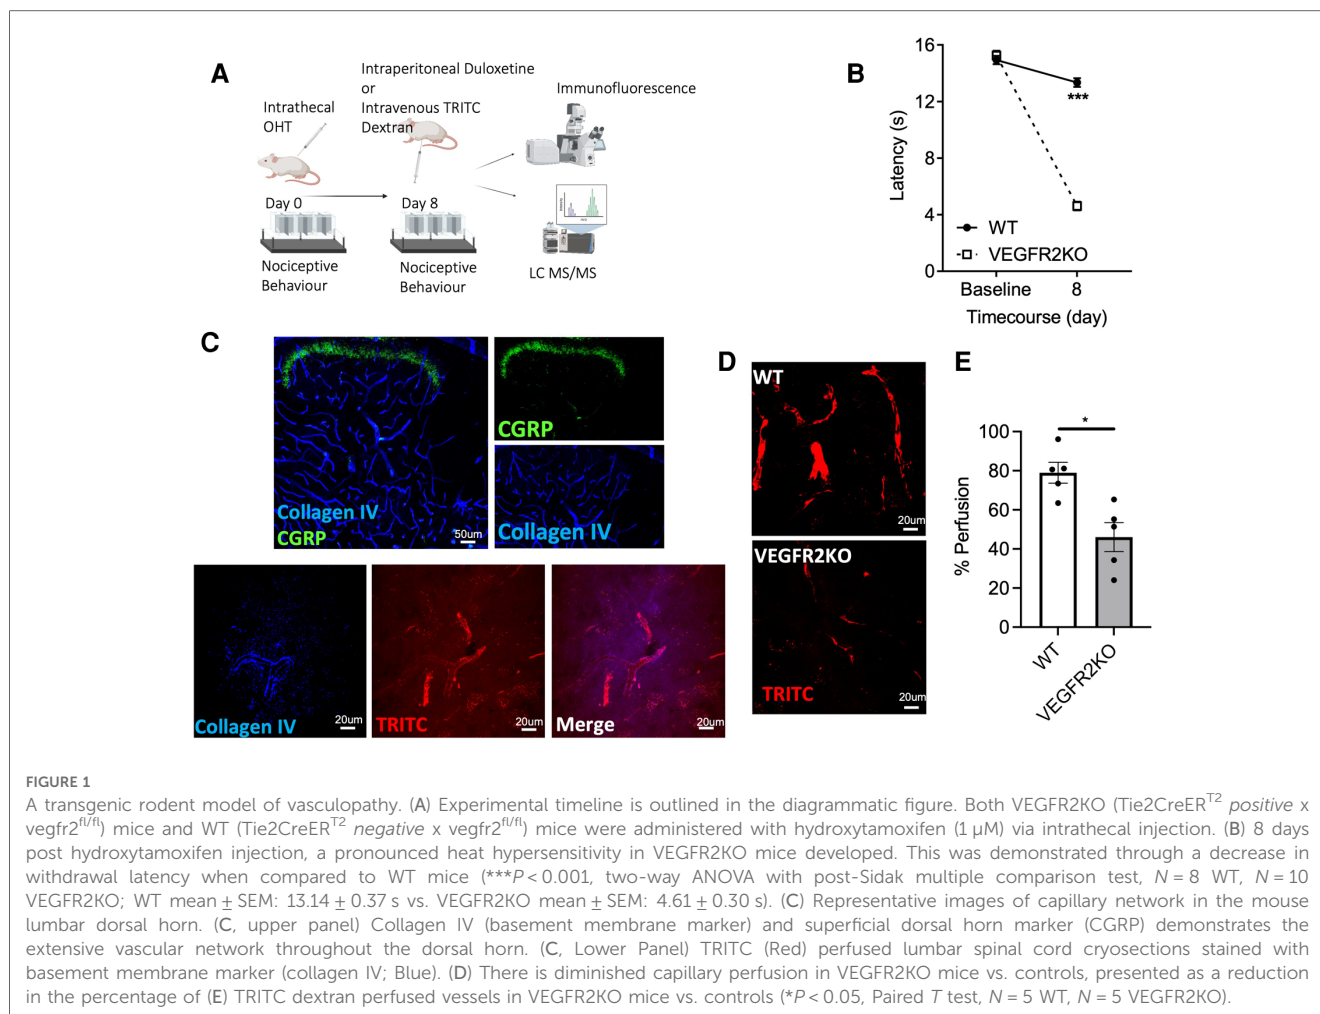 A
Intrathecal
OHT
Intraperitoneal Duloxetine
or
Intravenous TRITC
Dextran
Immunofluorescence
Day 0
Day 8
Nociceptive
Behaviour
Nociceptive
Behaviour
LC MS/MS
B
16
12
8
4
0
Latency (s)
***
WT
VEGFR2KO
Baseline
8
Timecourse (day)
C
Collagen IV
CGRP
50um
CGRP
Collagen IV
Collagen IV
20um
TRITC
20um
Merge
20um
D
WT
20um
VEGFR2KO
TRITC
20um
E
*
100
80
60
40
20
0
% Perfusion
WT
VEGFR2KO
FIGURE 1
A transgenic rodent model of vasculopathy. (A) Experimental timeline is outlined in the diagrammatic figure. Both VEGFR2KO (Tie2CreER^T2 positive x
vegfr2^fl/fl) mice and WT (Tie2CreER^T2 negative x vegfr2^fl/fl) mice were administered with hydroxytamoxifen (1 µM) via intrathecal injection. (B) 8 days
post hydroxytamoxifen injection, a pronounced heat hypersensitivity in VEGFR2KO mice developed. This was demonstrated through a decrease in
withdrawal latency when compared to WT mice (***P < 0.001, two-way ANOVA with post-Sidak multiple comparison test, N = 8 WT, N = 10
VEGFR2KO; WT mean ± SEM: 13.14 ± 0.37 s vs. VEGFR2KO mean ± SEM: 4.61 ± 0.30 s). (C) Representative images of capillary network in the mouse
lumbar dorsal horn. (C, upper panel) Collagen IV (basement membrane marker) and superficial dorsal horn marker (CGRP) demonstrates the
extensive vascular network throughout the dorsal horn. (C, Lower Panel) TRITC (Red) perfused lumbar spinal cord cryosections stained with
basement membrane marker (collagen IV; Blue). (D) There is diminished capillary perfusion in VEGFR2KO mice vs. controls, presented as a reduction
in the percentage of (E) TRITC dextran perfused vessels in VEGFR2KO mice vs. controls (*P < 0.05, Paired T test, N = 5 WT, N = 5 VEGFR2KO).